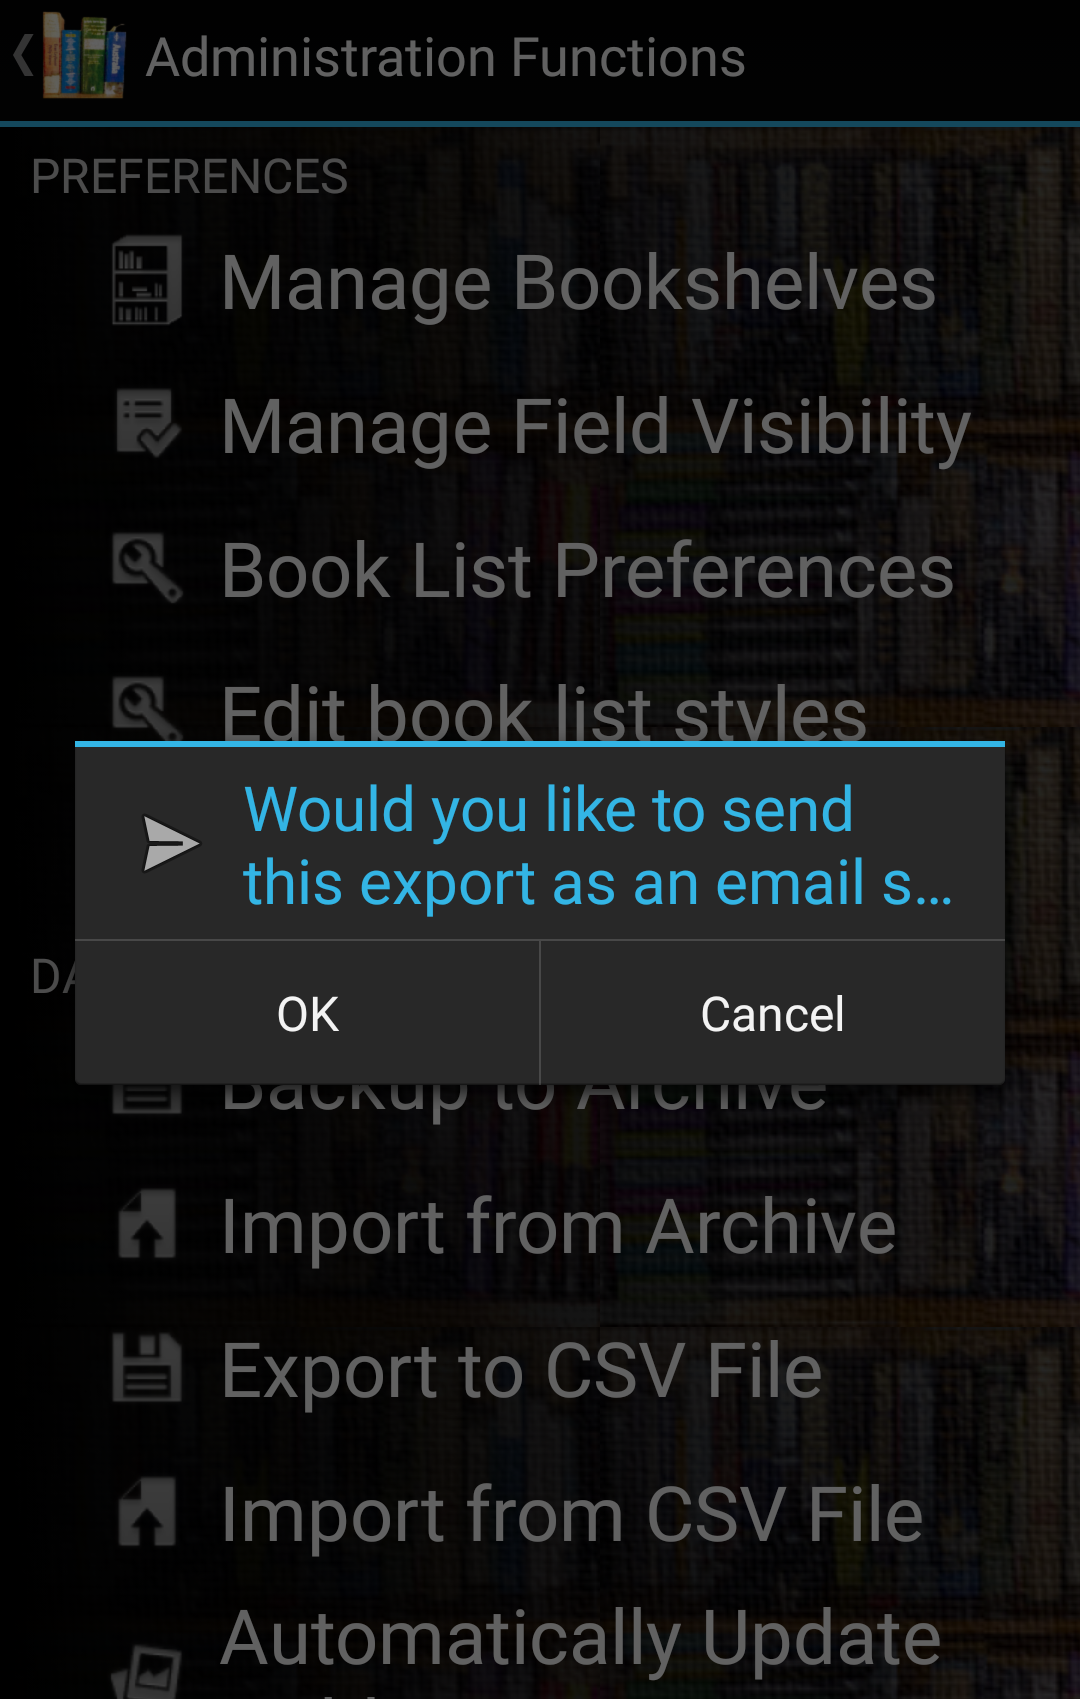 Administration Functions
PREFERENCES
Manage Bookshelves
Manage Field Visibility
Book List Preferences
Edit book list styles
Would you like to send
this export as an email s...
OK
Cancel
Backup to Archive
Import from Archive
Export to CSV File
Import from CSV File
Automatically Update